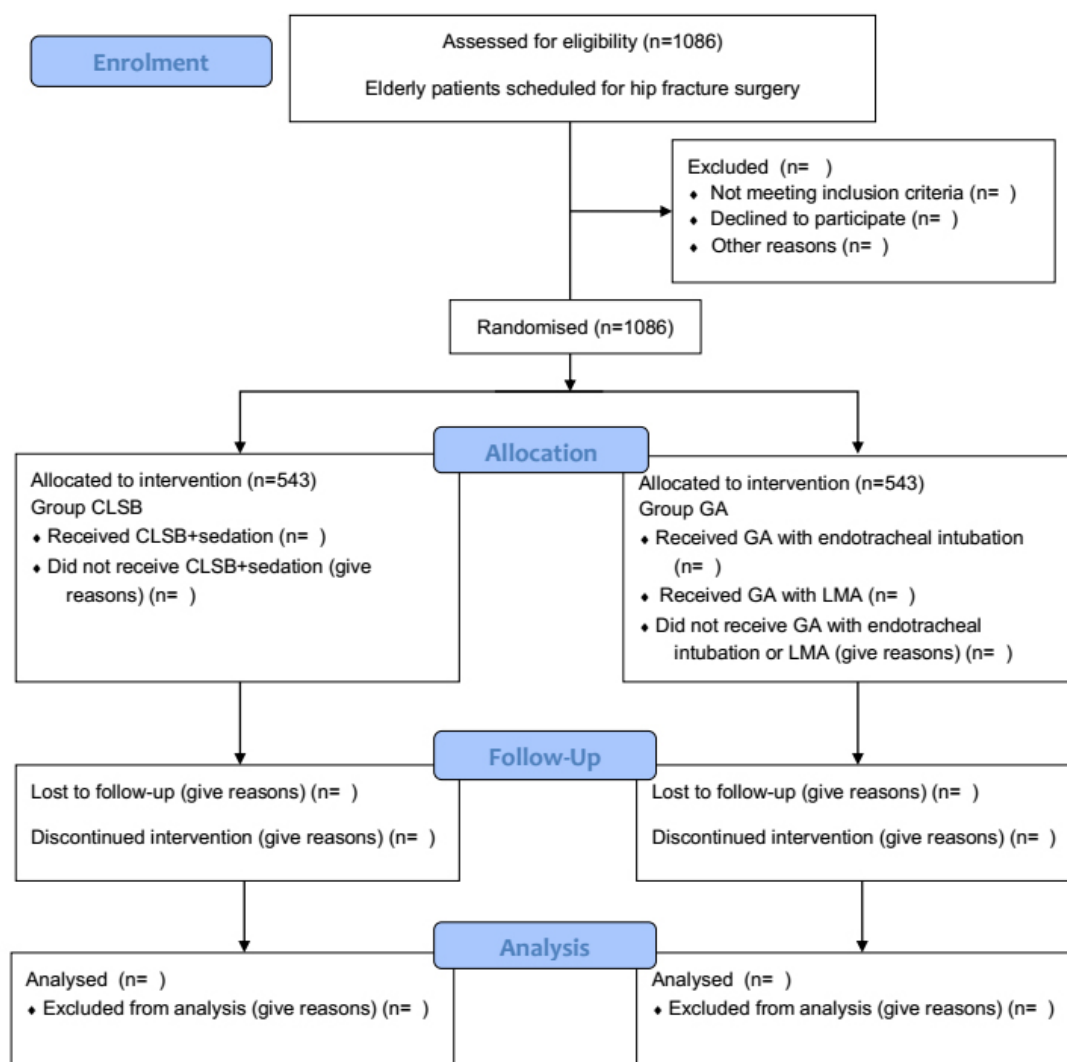 Enrolment
Assessed for eligibility (n=1086)
Elderly patients scheduled for hip fracture surgery
Excluded (n= )
♦ Not meeting inclusion criteria (n= )
♦ Declined to participate (n= )
♦ Other reasons (n= )
Randomised (n=1086)
Allocation
Allocated to intervention (n=543)
Group CLSB
♦ Received CLSB+sedation (n= )
♦ Did not receive CLSB+sedation (give
reasons) (n= )
Allocated to intervention (n=543)
Group GA
♦ Received GA with endotracheal intubation
(n= )
♦ Received GA with LMA (n= )
♦ Did not receive GA with endotracheal
intubation or LMA (give reasons) (n= )
Follow-Up
Lost to follow-up (give reasons) (n= )
Discontinued intervention (give reasons) (n= )
Lost to follow-up (give reasons) (n= )
Discontinued intervention (give reasons) (n= )
Analysis
Analysed (n= )
♦ Excluded from analysis (give reasons) (n= )
Analysed (n= )
♦ Excluded from analysis (give reasons) (n= )